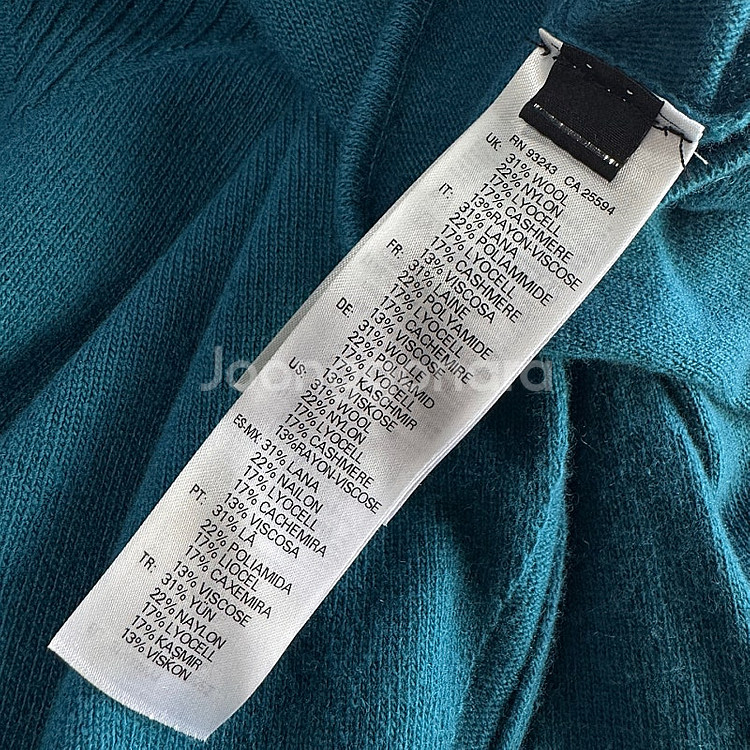 RN 93243 CA 25594
UK: 31% WOOL
22% NYLON
17% LYOCELL
17% CASHMERE
13%RAYON-VISCOSE
IT: 31% LANA
22% POLIAMMIDE
17% LYOCELL
17% CASHMERE
13% VISCOSA
FR: 31% LAINE
22% POLYAMIDE
17% LYOCELL
17% CACHEMIRE
13% VISCOSE
DE: 31% WOLLE
22% POLYAMID
17% LYOCELL
17% KASCHMIR
13% VISKOSE
US: 31% WOOL
22% NYLON
17% LYOCELL
17% CASHMERE
13%RAYON-VISCOSE
ES-MX: 31% LANA
22% NAILON
17% LYOCELL
17% CACHEMIRA
13% VISCOSA
PT: 31% LÃ
22% POLIAMIDA
17% LIOCEL
17% CAXEMIRA
13% VISCOSE
TR: 31% YÜN
22% NAYLON
17% LYOCELL
17% KAŞMIR
13% VİSKON